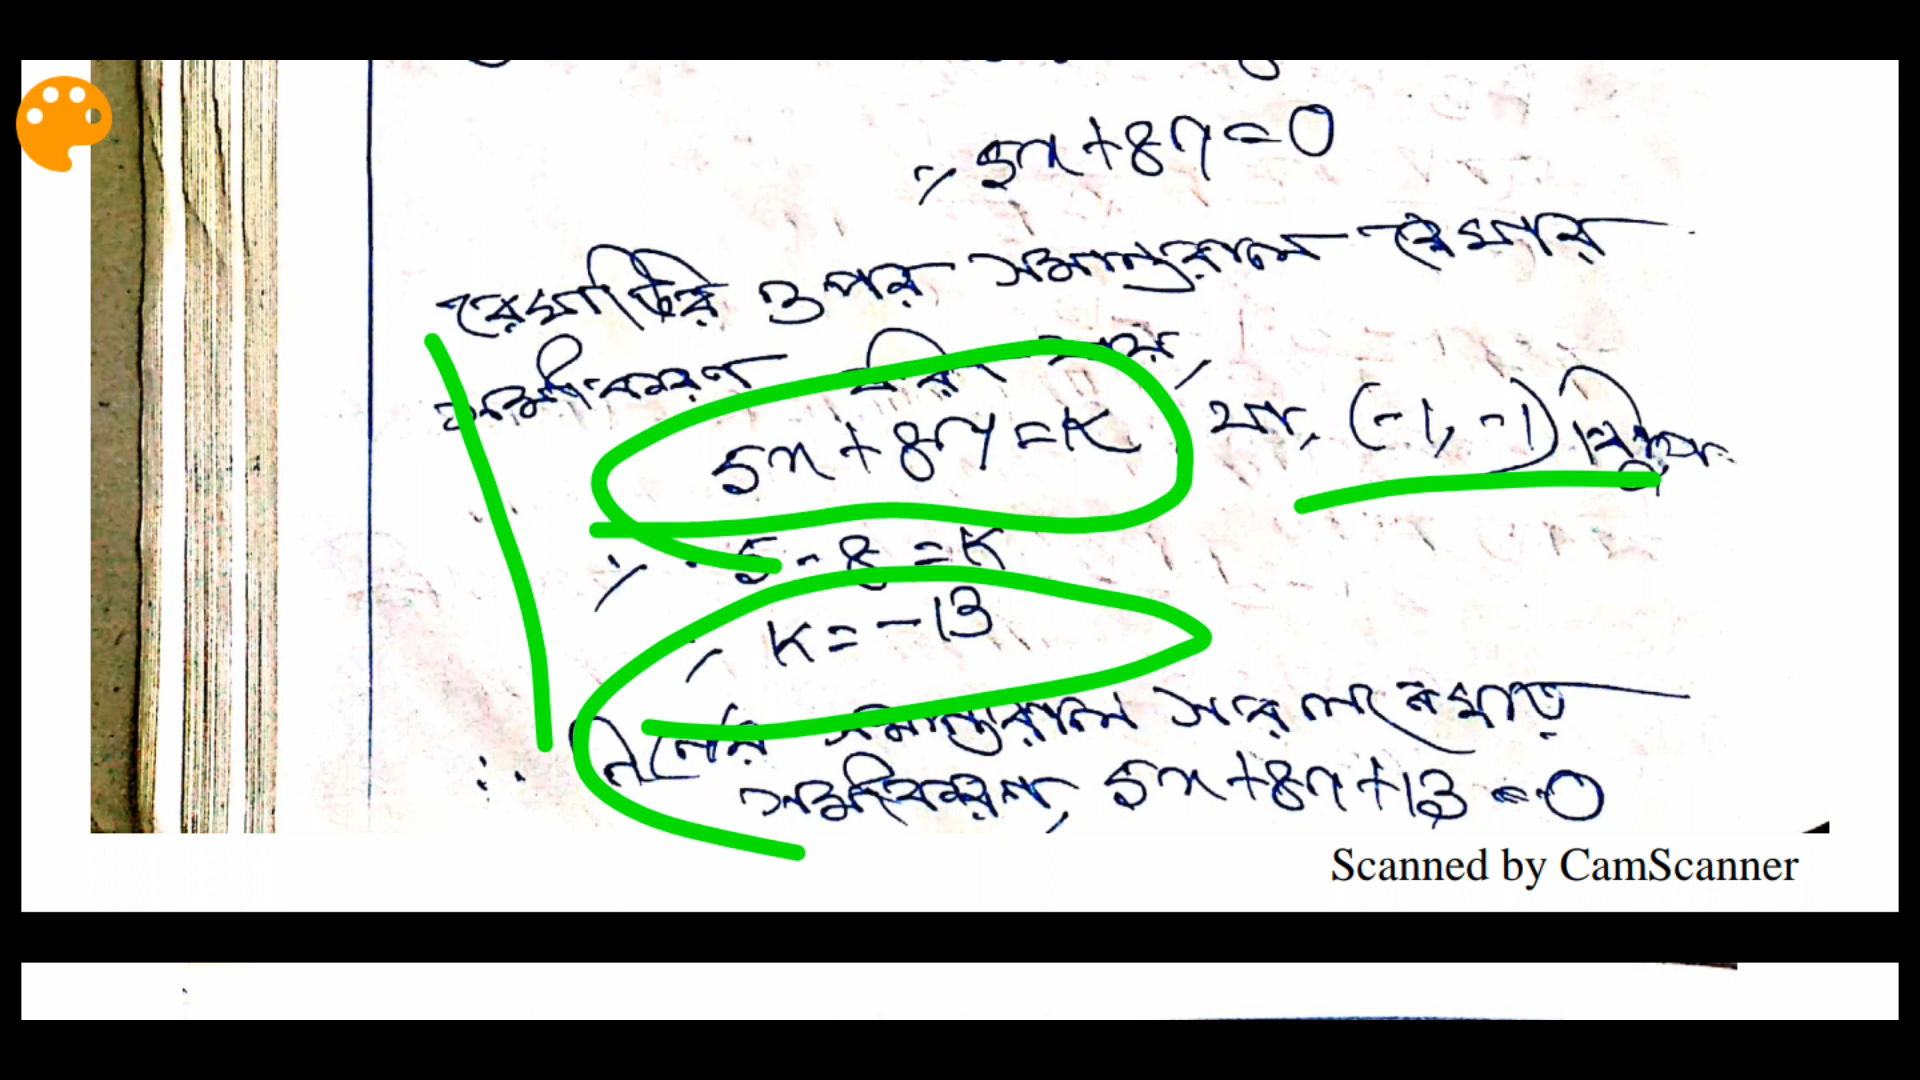 ∴ 5x+8y=0
রেখাটির ওপর সমান্তরাল রেখার
সমীকরণ ধরি, 5x+8y=K, যা, (-1, -1) বিন্দু
∴ -5-8=K
∴ K=-13
∴ নির্ণেয় সমান্তরাল সরলরেখার
সমীকরণ, 5x+8y+13=0
Scanned by CamScanner